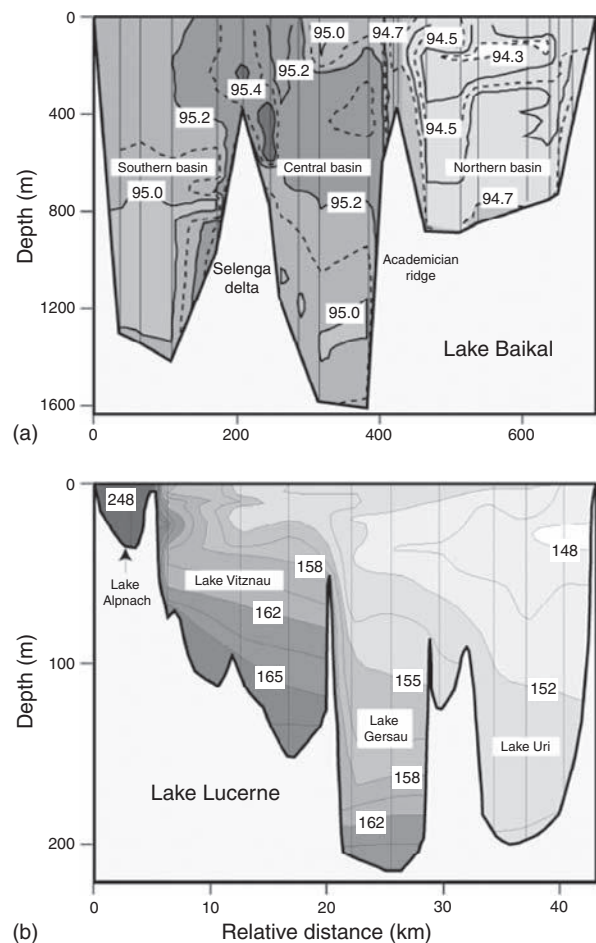 0
95.0
94.7
94.5
94.3
95.2
95.4
400
95.2
94.5
Southern basin
Central basin
Northern basin
95.0
95.2
94.7
800
Depth (m)
Selenga
delta
Academician
ridge
1200
95.0
Lake Baikal
1600
(a)
0
200
400
600
0
248
148
158
Lake Vitznau
Lake
Alpnach
162
100
165
155
152
Depth (m)
Lake
Gersau
Lake Uri
158
Lake Lucerne
162
200
(b)
0
10
20
30
40
Relative distance (km)